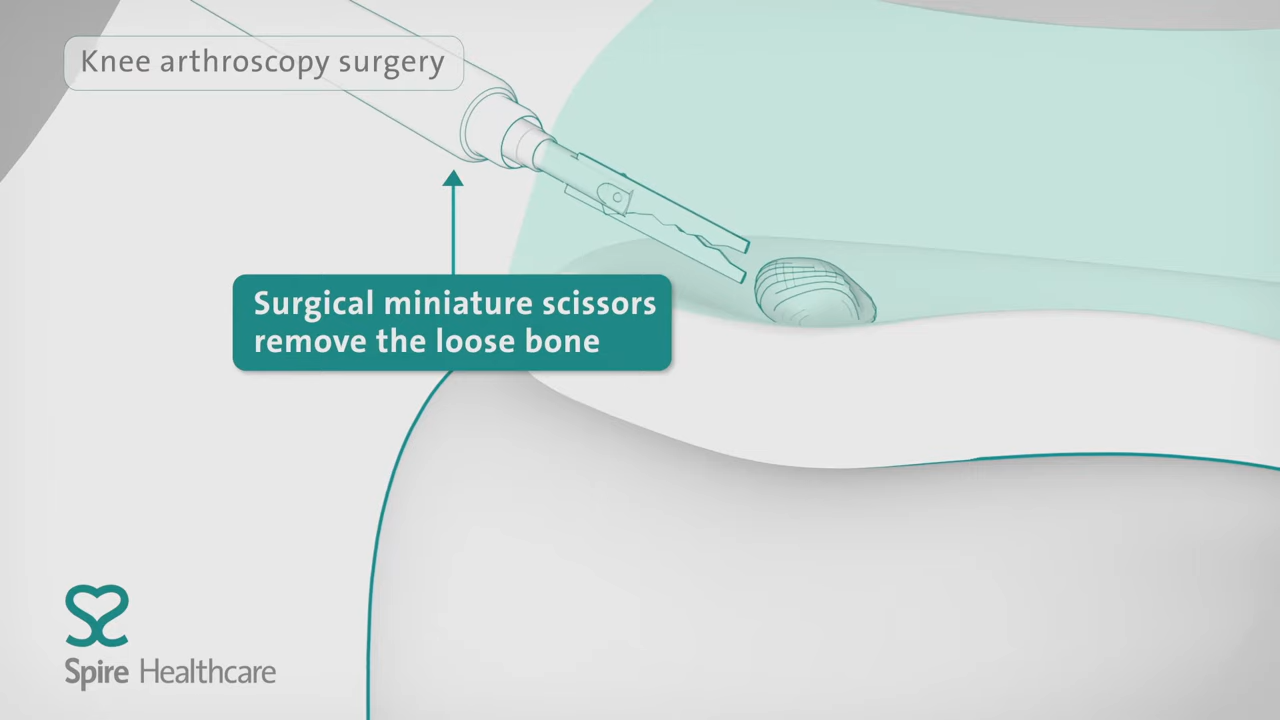 Knee arthroscopy surgery
Surgical miniature scissors
remove the loose bone
Spire Healthcare